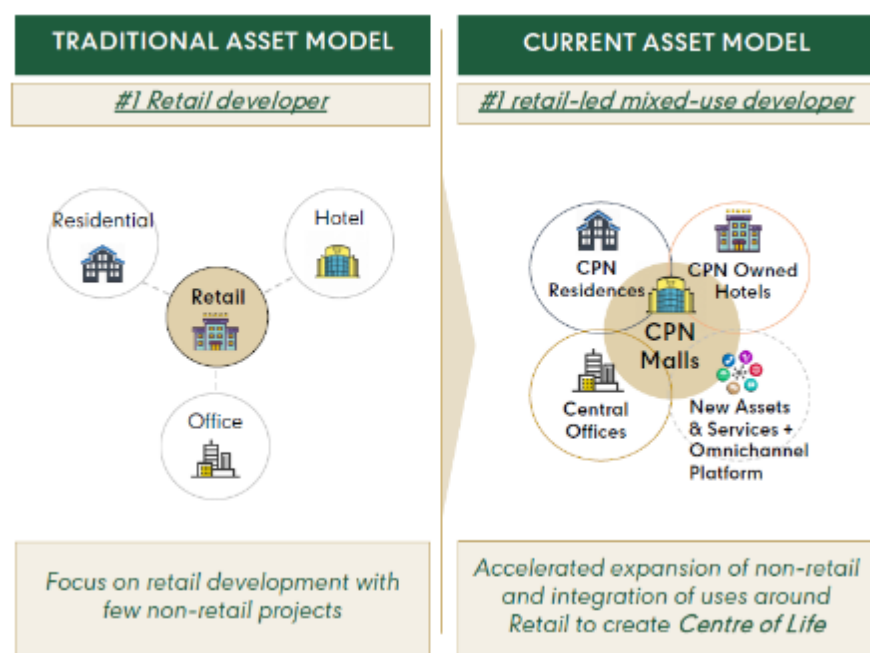 TRADITIONAL ASSET MODEL
#1 Retail developer
Residential
Hotel
Retail
Office
Focus on retail development with
few non-retail projects
CURRENT ASSET MODEL
#1 retail-led mixed-use developer
CPN
Residences
CPN Owned
Hotels
CPN
Malls
Central
Offices
New Assets
& Services +
Omnichannel
Platform
Accelerated expansion of non-retail
and integration of uses around
Retail to create Centre of Life